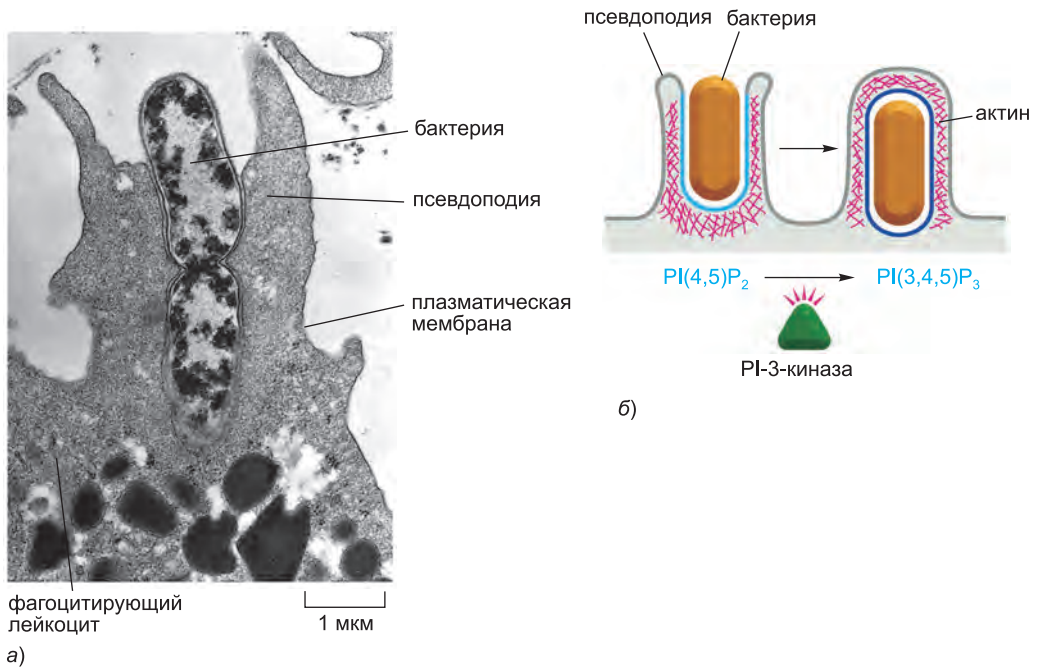 бактерия
псевдоподия
плазматическая
мембрана
фагоцитирующий
лейкоцит
1 мкм
а)
псевдоподия
бактерия
актин
PI(4,5)P₂
PI(3,4,5)P₃
PI-3-киназа
б)